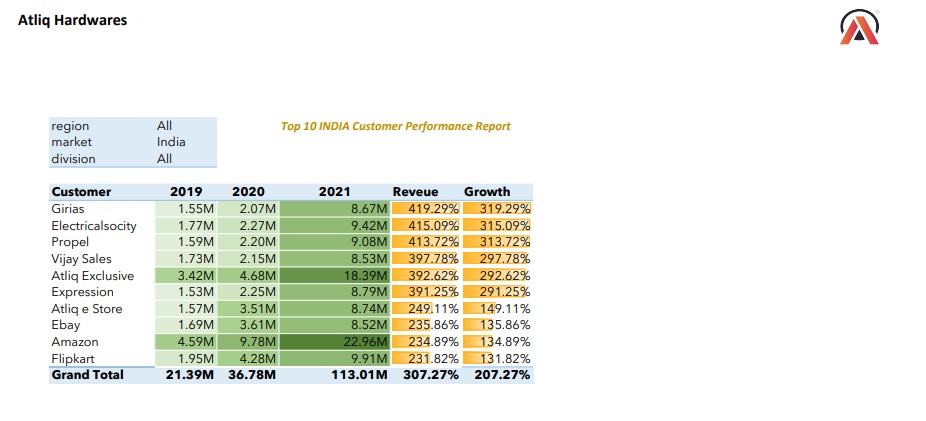 Atliq Hardwares
region All
market India
division All
Top 10 INDIA Customer Performance Report
Customer 2019 2020 2021 Reveue Growth
Girias 1.55M 2.07M 8.67M 419.29% 319.29%
Electricalsocity 1.77M 2.27M 9.42M 415.09% 315.09%
Propel 1.59M 2.20M 9.08M 413.72% 313.72%
Vijay Sales 1.73M 2.15M 8.53M 397.78% 297.78%
Atliq Exclusive 3.42M 4.68M 18.39M 392.62% 292.62%
Expression 1.53M 2.25M 8.79M 391.25% 291.25%
Atliq e Store 1.57M 3.51M 8.74M 249.11% 149.11%
Ebay 1.69M 3.61M 8.52M 235.86% 135.86%
Amazon 4.59M 9.78M 22.96M 234.89% 134.89%
Flipkart 1.95M 4.28M 9.91M 231.82% 131.82%
Grand Total 21.39M 36.78M 113.01M 307.27% 207.27%